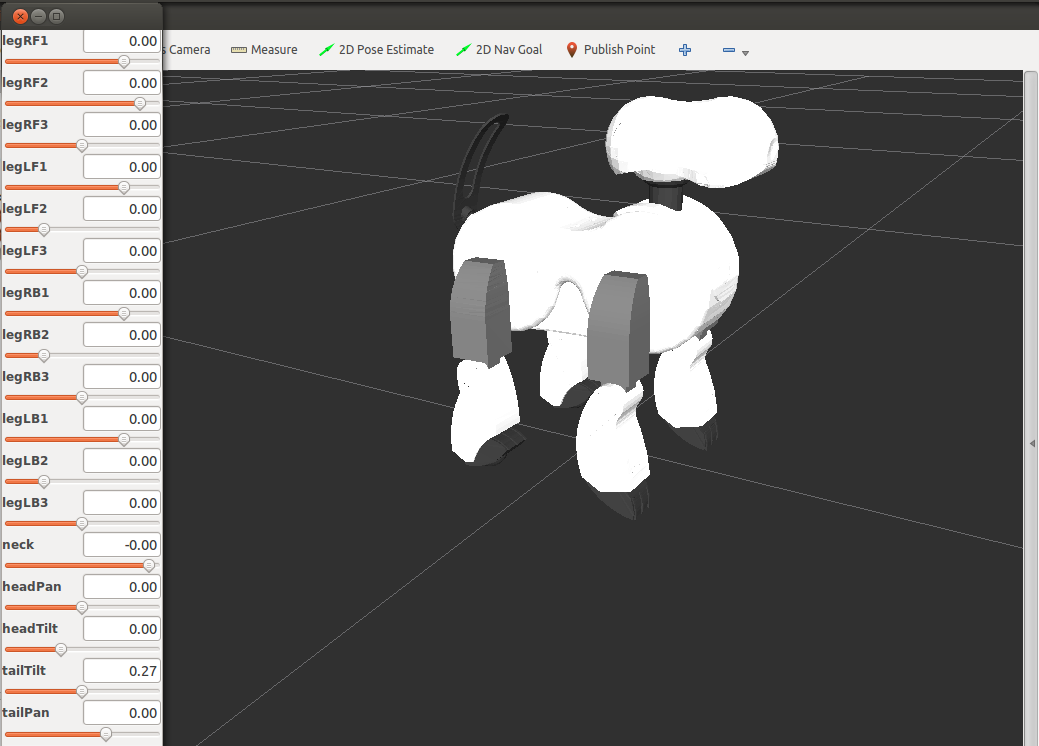 s Camera Measure 2D Pose Estimate 2D Nav Goal Publish Point
legRF1 0.00
legRF2 0.00
legRF3 0.00
legLF1 0.00
legLF2 0.00
legLF3 0.00
legRB1 0.00
legRB2 0.00
legRB3 0.00
legLB1 0.00
legLB2 0.00
legLB3 0.00
neck -0.00
headPan 0.00
headTilt 0.00
tailTilt 0.27
tailPan 0.00